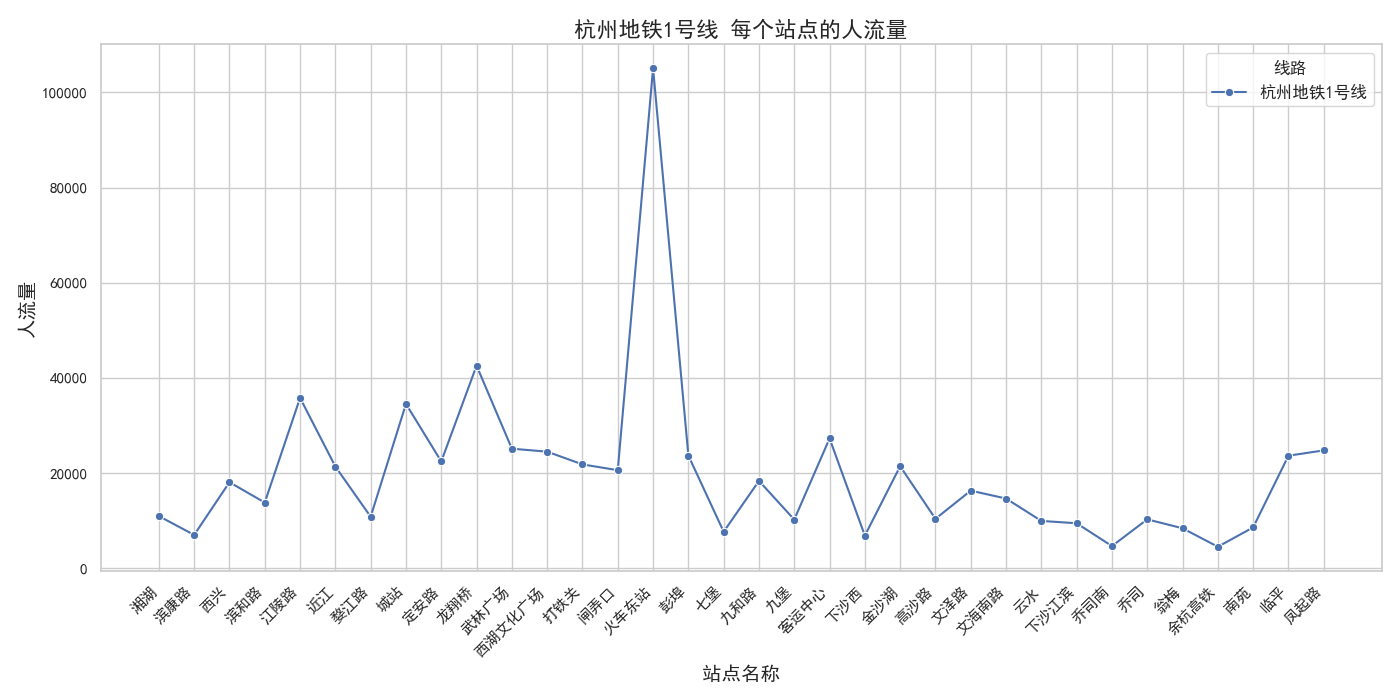 杭州地铁1号线 每个站点的人流量
线路
杭州地铁1号线
人流量
100000
80000
60000
40000
20000
0
湘湖
滨康路
西兴
滨和路
江陵路
近江
婺江路
城站
定安路
龙翔桥
武林广场
西湖文化广场
打铁关
闸弄口
火车东站
彭埠
七堡
九和路
九堡
客运中心
下沙西
金沙湖
高沙路
文泽路
文海南路
云水
下沙江滨
乔司南
乔司
翁梅
余杭高铁
南苑
临平
凤起路
站点名称